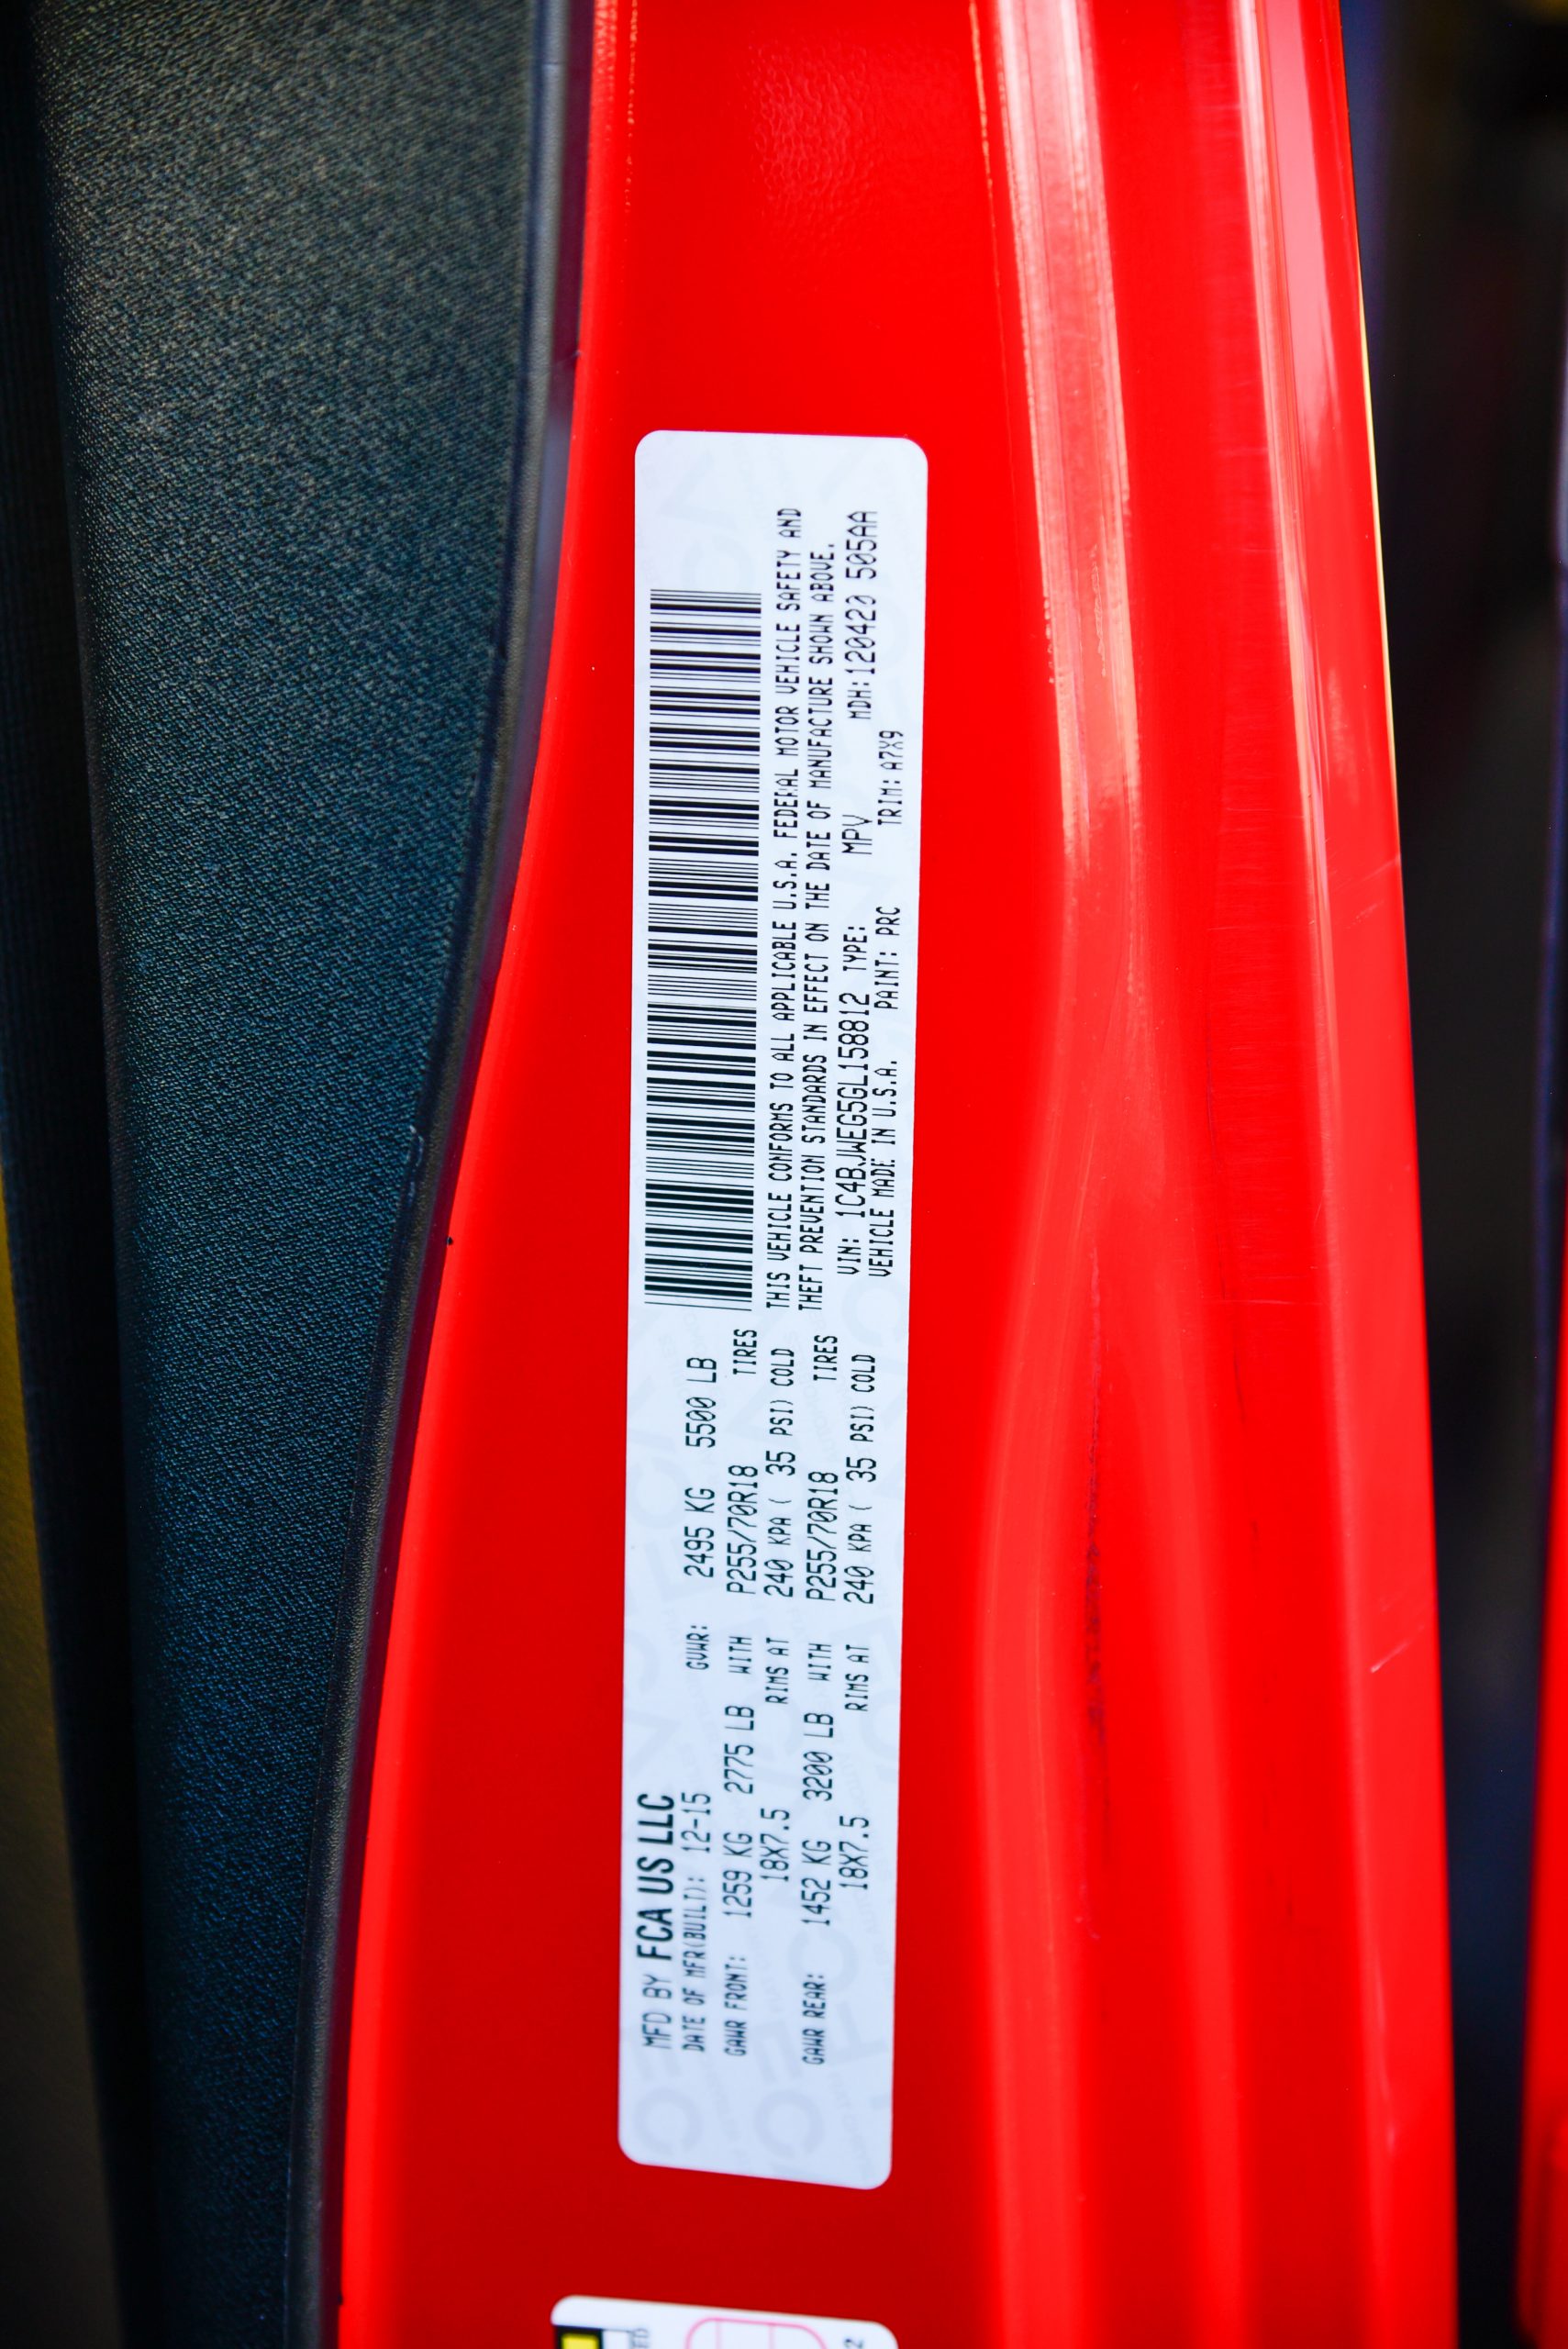 MFD BY FCA US LLC
DATE OF MFR(BUILT): 12-15 GVWR: 2495 KG 5500 LB
GAWR FRONT: 1259 KG 2775 LB WITH P255/70R18 TIRES
18X7.5 RIMS AT 240 KPA ( 35 PSI) COLD
GAWR REAR: 1452 KG 3200 LB WITH P255/70R18 TIRES
18X7.5 RIMS AT 240 KPA ( 35 PSI) COLD
THIS VEHICLE CONFORMS TO ALL APPLICABLE U.S.A. FEDERAL MOTOR VEHICLE SAFETY AND
THEFT PREVENTION STANDARDS IN EFFECT ON THE DATE OF MANUFACTURE SHOWN ABOVE.
VIN: 1C4BJWEG5GL158812 TYPE: MPV MDH:120420 505AA
VEHICLE MADE IN U.S.A. PAINT: PRC TRIM: A7X9